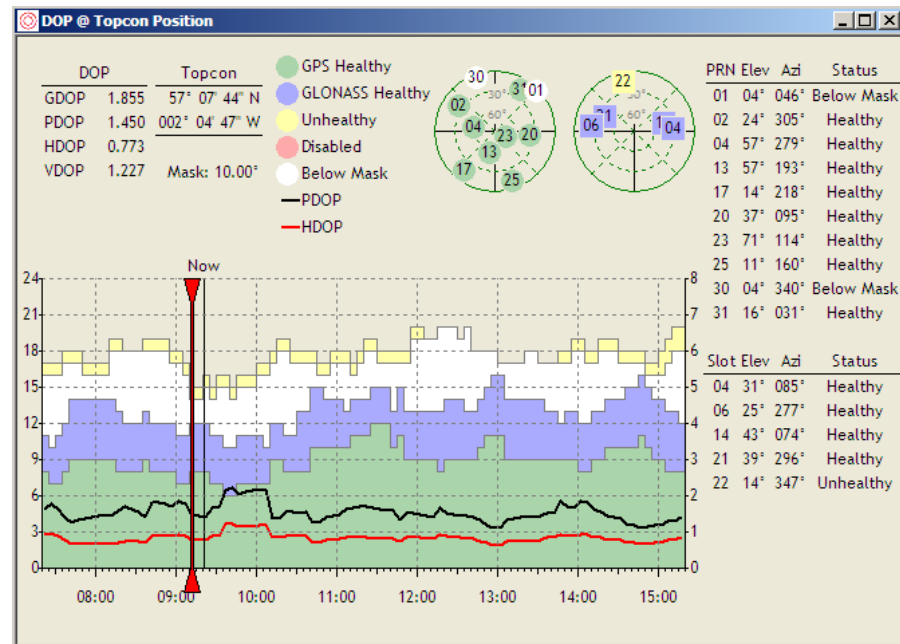 DOP @ Topcon Position
DOP
GDOP 1.855
PDOP 1.450
HDOP 0.773
VDOP 1.227
Topcon
57° 07' 44" N
002° 04' 47" W
Mask: 10.00°
GPS Healthy
GLONASS Healthy
Unhealthy
Disabled
Below Mask
PDOP
HDOP
30 31 01
30°
02 60°
04 23 20
13
17 25
22
30°
60°
21
06 04
PRN Elev Azi Status
01 04° 046° Below Mask
02 24° 305° Healthy
04 57° 279° Healthy
13 57° 193° Healthy
17 14° 218° Healthy
20 37° 095° Healthy
23 71° 114° Healthy
25 11° 160° Healthy
30 04° 340° Below Mask
31 16° 031° Healthy
Slot Elev Azi Status
04 31° 085° Healthy
06 25° 277° Healthy
14 43° 074° Healthy
21 39° 296° Healthy
22 14° 347° Unhealthy
Now
24 8
21 7
18 6
15 5
12 4
9 3
6 2
3 1
0 0
08:00 09:00 10:00 11:00 12:00 13:00 14:00 15:00